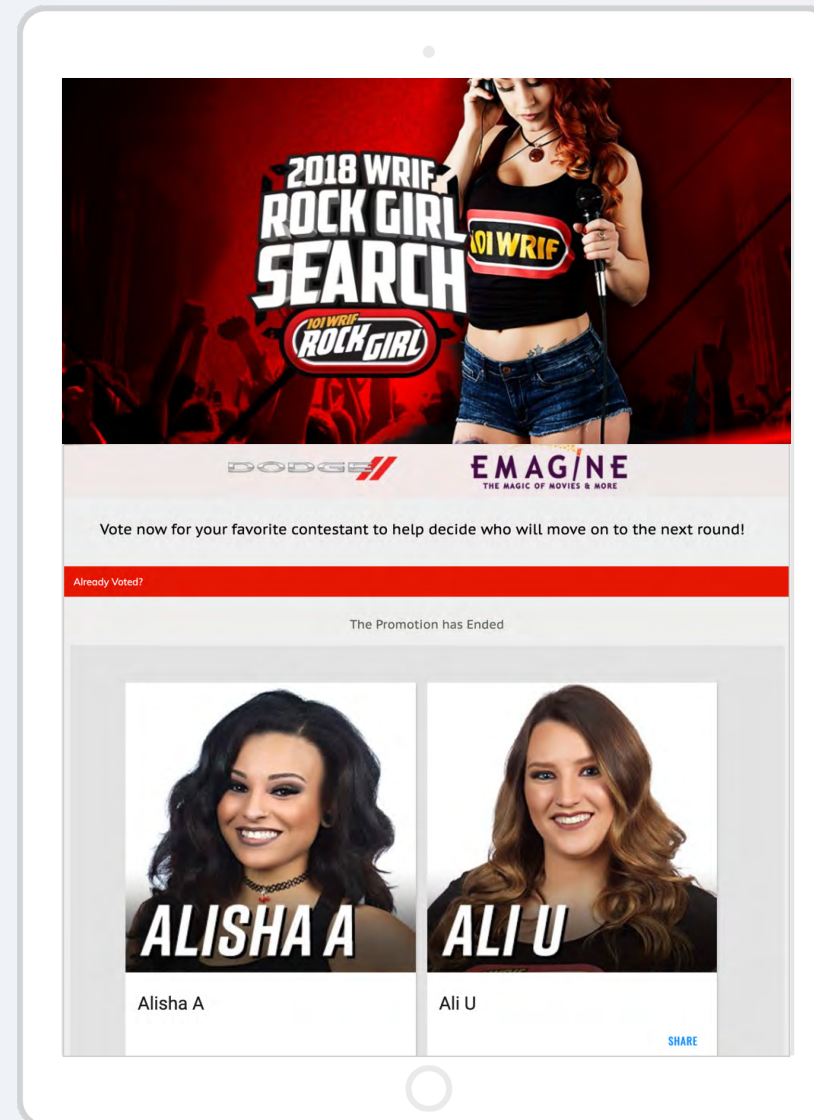 2018 WRIF
ROCK GIRL
SEARCH
101 WRIF
ROCK GIRL
101 WRIF
DODGE
EMAGINE
THE MAGIC OF MOVIES & MORE
Vote now for your favorite contestant to help decide who will move on to the next round!
Already Voted?
The Promotion has Ended
ALISHA A
ALI U
Alisha A
Ali U
SHARE